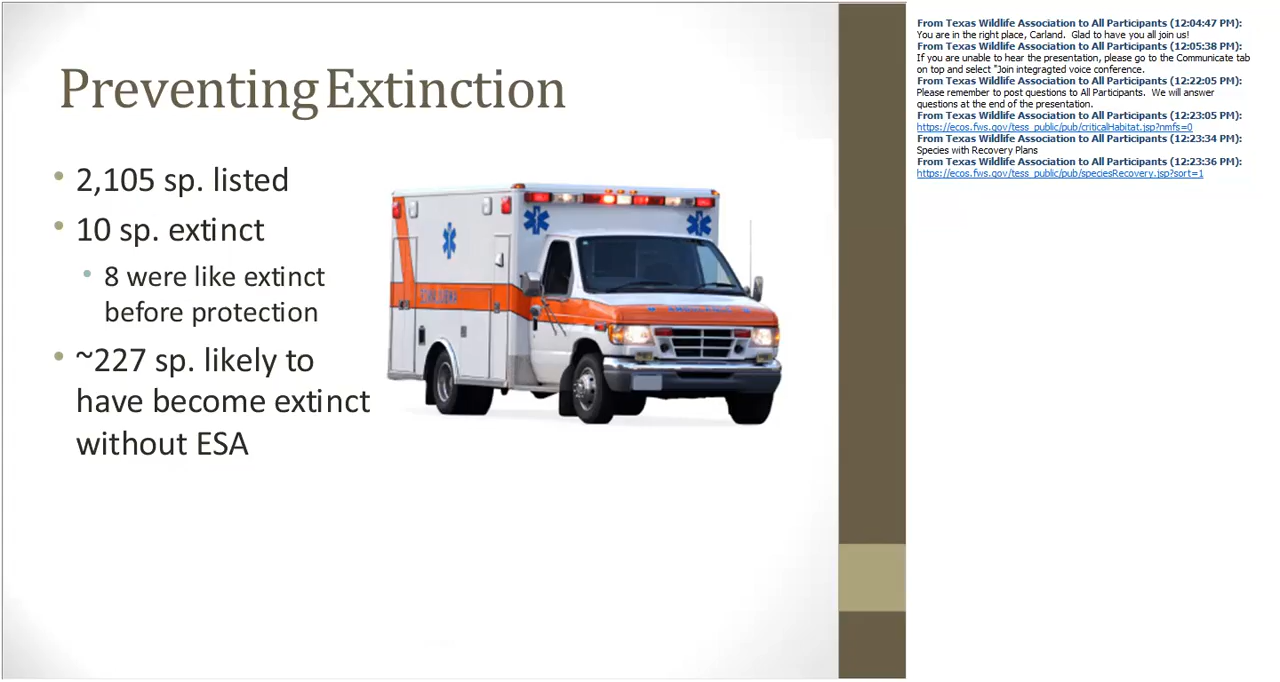 Preventing Extinction
• 2,105 sp. listed
• 10 sp. extinct
• 8 were like extinct
before protection
• ~227 sp. likely to
have become extinct
without ESA
From Texas Wildlife Association to All Participants (12:04:47 PM):
You are in the right place, Carland. Glad to have you all join us!
From Texas Wildlife Association to All Participants (12:05:38 PM):
If you are unable to hear the presentation, please go to the Communicate tab
on top and select "Join integragted voice conference.
From Texas Wildlife Association to All Participants (12:22:05 PM):
Please remember to post questions to All Participants. We will answer
questions at the end of the presentation.
From Texas Wildlife Association to All Participants (12:23:05 PM):
https://ecos.fws.gov/tess_public/pub/criticalHabitat.jsp?nmfs=0
From Texas Wildlife Association to All Participants (12:23:34 PM):
Species with Recovery Plans
From Texas Wildlife Association to All Participants (12:23:36 PM):
https://ecos.fws.gov/tess_public/pub/speciesRecovery.jsp?sort=1